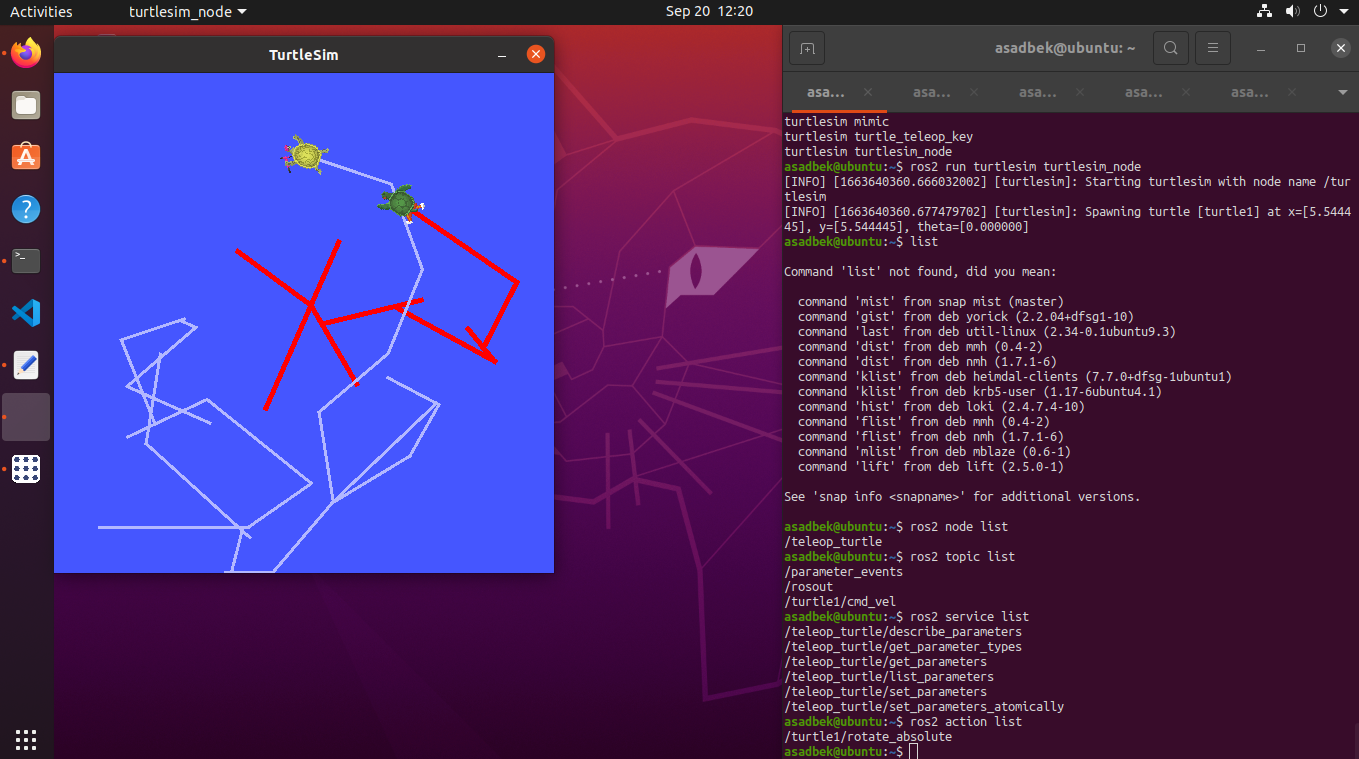 Activities
turtlesim_node
Sep 20 12:20
TurtleSim
asadbek@ubuntu: ~
asa...
asa...
asa...
asa...
asa...
turtlesim mimic
turtlesim turtle_teleop_key
turtlesim turtlesim_node
asadbek@ubuntu:~$ ros2 run turtlesim turtlesim_node
[INFO] [1663640360.666032002] [turtlesim]: Starting turtlesim with node name /tur
tlesim
[INFO] [1663640360.677479702] [turtlesim]: Spawning turtle [turtle1] at x=[5.5444
45], y=[5.544445], theta=[0.000000]
asadbek@ubuntu:~$ list
Command 'list' not found, did you mean:
command 'mist' from snap mist (master)
command 'gist' from deb yorick (2.2.04+dfsg1-10)
command 'last' from deb util-linux (2.34-0.1ubuntu9.3)
command 'dist' from deb mmh (0.4-2)
command 'dist' from deb nmh (1.7.1-6)
command 'klist' from deb heimdal-clients (7.7.0+dfsg-1ubuntu1)
command 'klist' from deb krb5-user (1.17-6ubuntu4.1)
command 'hist' from deb loki (2.4.7.4-10)
command 'flist' from deb mmh (0.4-2)
command 'flist' from deb nmh (1.7.1-6)
command 'mlist' from deb mblaze (0.6-1)
command 'lift' from deb lift (2.5.0-1)
See 'snap info <snapname>' for additional versions.
asadbek@ubuntu:~$ ros2 node list
/teleop_turtle
asadbek@ubuntu:~$ ros2 topic list
/parameter_events
/rosout
/turtle1/cmd_vel
asadbek@ubuntu:~$ ros2 service list
/teleop_turtle/describe_parameters
/teleop_turtle/get_parameter_types
/teleop_turtle/get_parameters
/teleop_turtle/list_parameters
/teleop_turtle/set_parameters
/teleop_turtle/set_parameters_atomically
asadbek@ubuntu:~$ ros2 action list
/turtle1/rotate_absolute
asadbek@ubuntu:~$